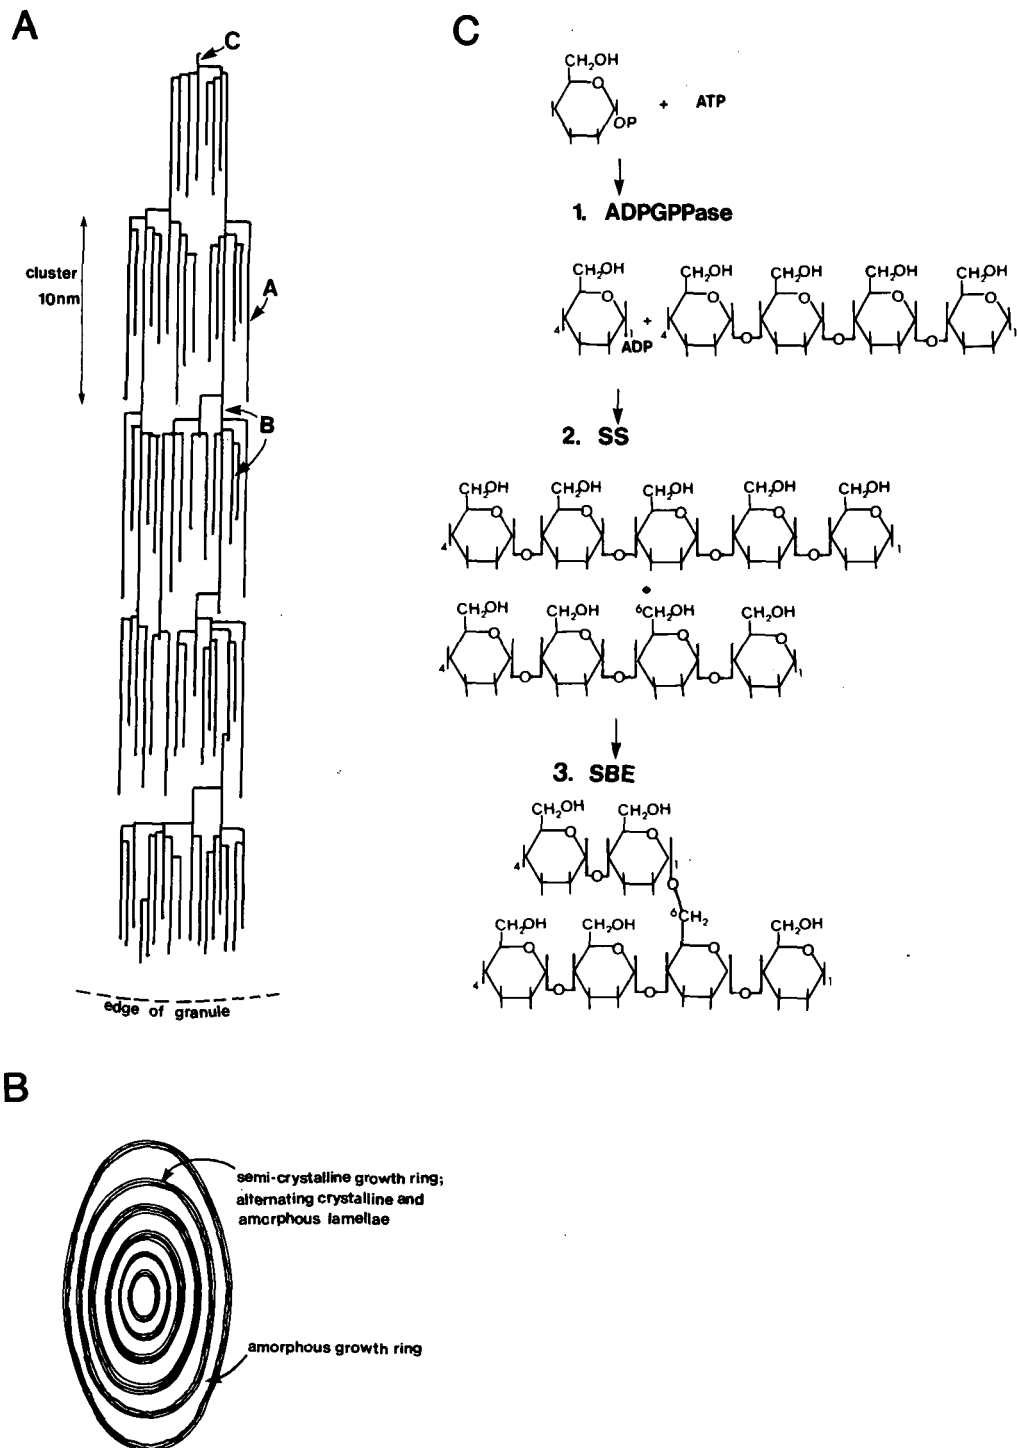 A
C
cluster
10nm
A
B
edge of granule
B
semi-crystalline growth ring;
alternating crystalline and
amorphous lamellae
amorphous growth ring
C
CH₂OH
O
OP
+ ATP
1. ADPGPPase
CH₂OH CH₂OH CH₂OH CH₂OH CH₂OH
O O O O O
4 1 + 4 O O O 1
ADP
2. SS
CH₂OH CH₂OH CH₂OH CH₂OH CH₂OH
O O O O O
4 O O O O 1
CH₂OH CH₂OH 6CH₂OH CH₂OH
O O O O
4 O O O 1
3. SBE
CH₂OH CH₂OH
O O
4 O 1
O
6CH₂
CH₂OH CH₂OH CH₂OH
O O O O
4 O O O 1